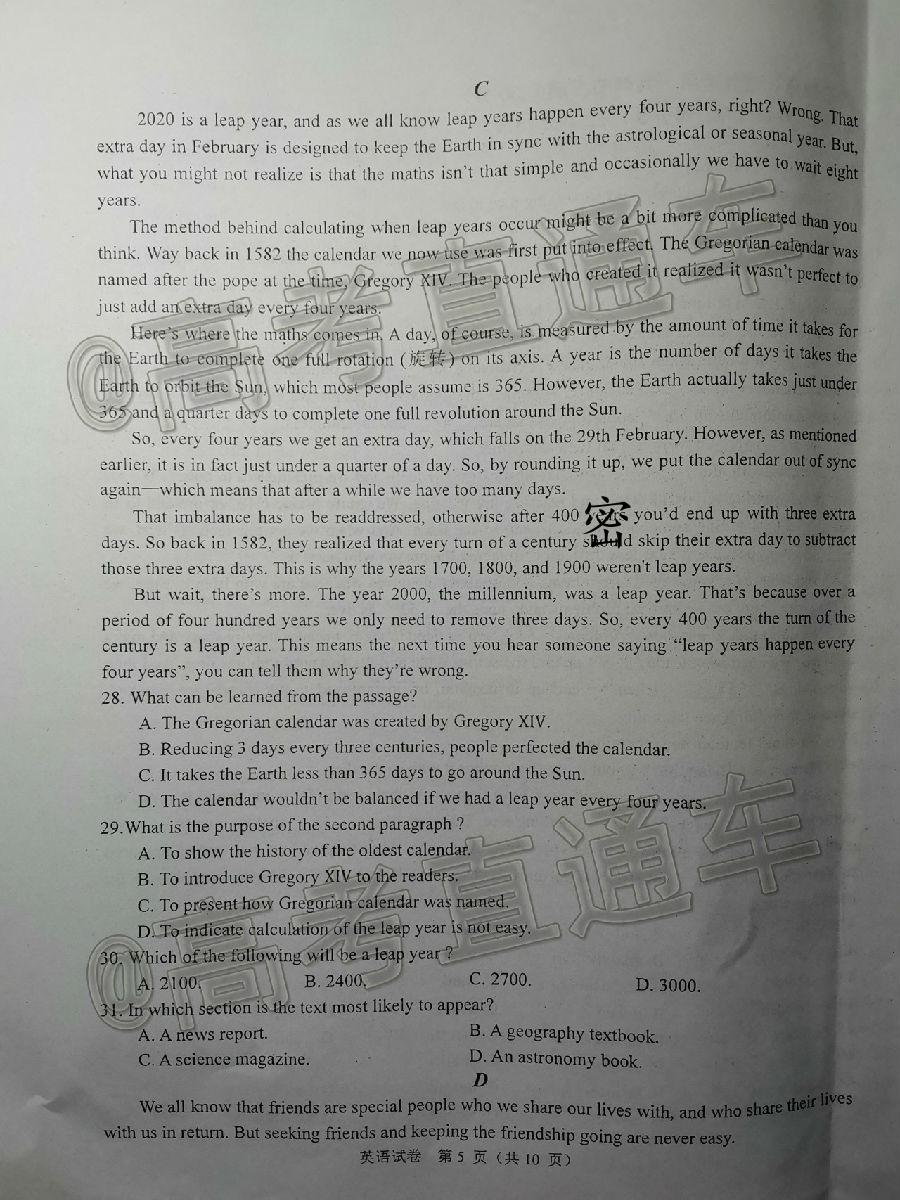 C
2020 is a leap year, and as we all know leap years happen every four years, right? Wrong. That
extra day in February is designed to keep the Earth in sync with the astrological or seasonal year. But,
what you might not realize is that the maths isn't that simple and occasionally we have to wait eight
years.
The method behind calculating when leap years occur might be a bit more complicated than you
think. Way back in 1582 the calendar we now use was first put into effect. The Gregorian calendar was
named after the pope at the time, Gregory XIV. The people who created it realized it wasn't perfect to
just add an extra day every four years.
Here's where the maths comes in. A day, of course, is measured by the amount of time it takes for
the Earth to complete one full rotation (旋转) on its axis. A year is the number of days it takes the
Earth to orbit the Sun, which most people assume is 365. However, the Earth actually takes just under
365 and a quarter days to complete one full revolution around the Sun.
So, every four years we get an extra day, which falls on the 29th February. However, as mentioned
earlier, it is in fact just under a quarter of a day. So, by rounding it up, we put the calendar out of sync
again—which means that after a while we have too many days.
That imbalance has to be readdressed, otherwise after 400 years you'd end up with three extra
days. So back in 1582, they realized that every turn of a century should skip their extra day to subtract
those three extra days. This is why the years 1700, 1800, and 1900 weren't leap years.
But wait, there's more. The year 2000, the millennium, was a leap year. That's because over a
period of four hundred years we only need to remove three days. So, every 400 years the turn of the
century is a leap year. This means the next time you hear someone saying "leap years happen every
four years", you can tell them why they're wrong.
28. What can be learned from the passage?
A. The Gregorian calendar was created by Gregory XIV.
B. Reducing 3 days every three centuries, people perfected the calendar.
C. It takes the Earth less than 365 days to go around the Sun.
D. The calendar wouldn't be balanced if we had a leap year every four years.
29.What is the purpose of the second paragraph ?
A. To show the history of the oldest calendar.
B. To introduce Gregory XIV to the readers.
C. To present how Gregorian calendar was named.
D. To indicate calculation of the leap year is not easy.
30. Which of the following will be a leap year ?
A. 2100. B. 2400. C. 2700. D. 3000.
31. In which section is the text most likely to appear?
A. A news report. B. A geography textbook.
C. A science magazine. D. An astronomy book.
D
We all know that friends are special people who we share our lives with, and who share their lives
with us in return. But seeking friends and keeping the friendship going are never easy.
英语试卷 第 5 页（共 10 页）
密
@高考直通车
@高考直通车